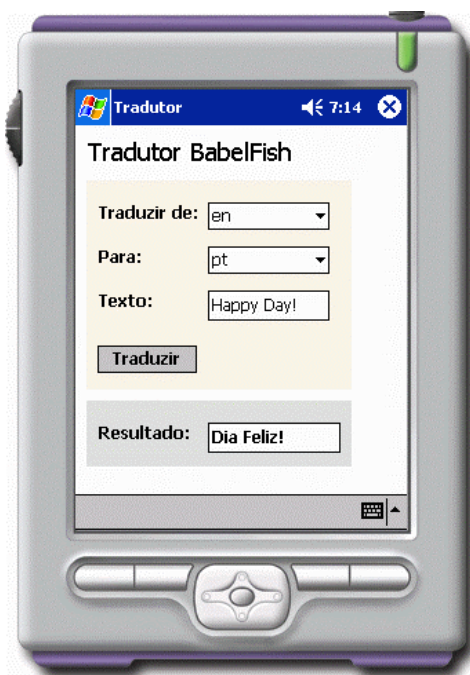 Tradutor 7:14
Tradutor BabelFish
Traduzir de: en
Para: pt
Texto: Happy Day!
Traduzir
Resultado: Dia Feliz!